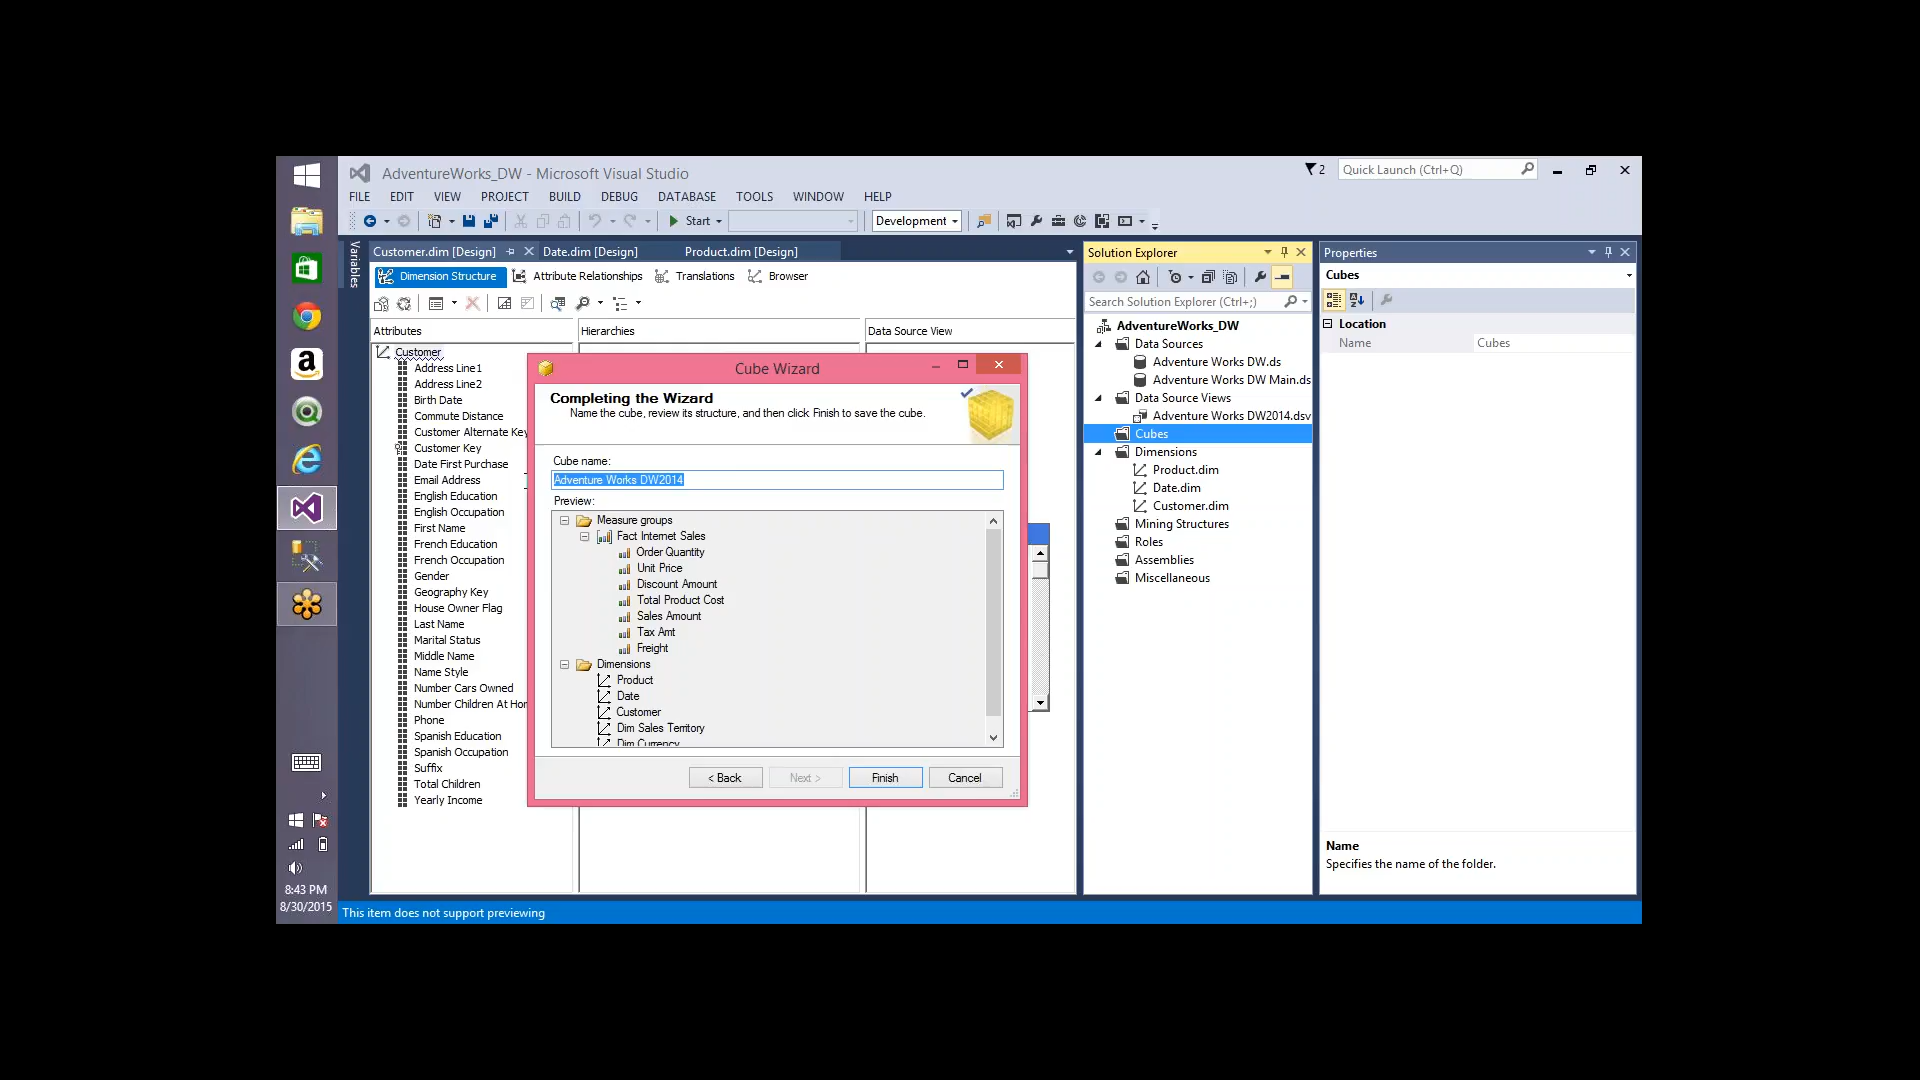 AdventureWorks_DW - Microsoft Visual Studio
2
Quick Launch (Ctrl+Q)
FILE EDIT VIEW PROJECT BUILD DEBUG DATABASE TOOLS WINDOW HELP
Start
Development
Variables
Customer.dim [Design]
Date.dim [Design]
Product.dim [Design]
Dimension Structure
Attribute Relationships
Translations
Browser
Attributes
Hierarchies
Data Source View
Customer
Address Line1
Address Line2
Birth Date
Commute Distance
Customer Alternate Key
Customer Key
Date First Purchase
Email Address
English Education
English Occupation
First Name
French Education
French Occupation
Gender
Geography Key
House Owner Flag
Last Name
Marital Status
Middle Name
Name Style
Number Cars Owned
Number Children At Hom
Phone
Spanish Education
Spanish Occupation
Suffix
Total Children
Yearly Income
Cube Wizard
Completing the Wizard
Name the cube, review its structure, and then click Finish to save the cube.
Cube name:
Adventure Works DW2014
Preview:
Measure groups
Fact Internet Sales
Order Quantity
Unit Price
Discount Amount
Total Product Cost
Sales Amount
Tax Amt
Freight
Dimensions
Product
Date
Customer
Dim Sales Territory
Dim Currency
< Back
Next >
Finish
Cancel
Solution Explorer
Search Solution Explorer (Ctrl+;)
AdventureWorks_DW
Data Sources
Adventure Works DW.ds
Adventure Works DW Main.ds
Data Source Views
Adventure Works DW2014.dsv
Cubes
Dimensions
Product.dim
Date.dim
Customer.dim
Mining Structures
Roles
Assemblies
Miscellaneous
Properties
Cubes
Location
Name Cubes
Name
Specifies the name of the folder.
8:43 PM
8/30/2015
This item does not support previewing